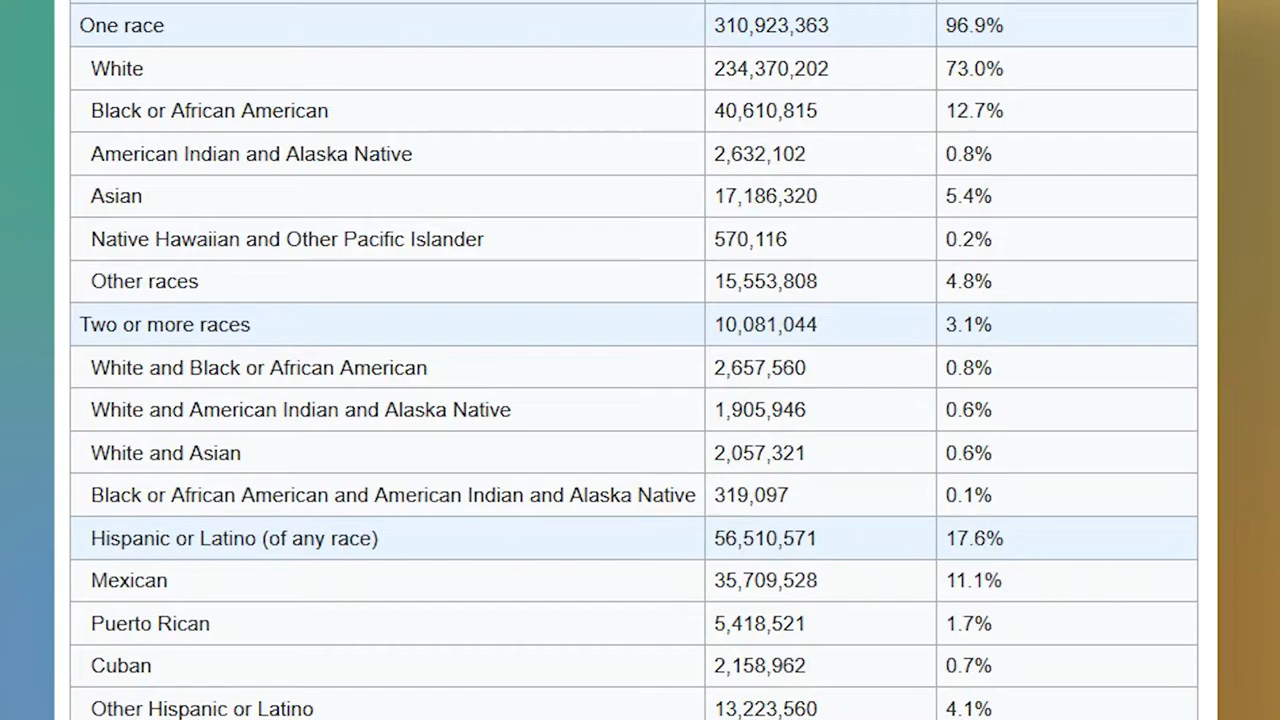 One race 310,923,363 96.9%
White 234,370,202 73.0%
Black or African American 40,610,815 12.7%
American Indian and Alaska Native 2,632,102 0.8%
Asian 17,186,320 5.4%
Native Hawaiian and Other Pacific Islander 570,116 0.2%
Other races 15,553,808 4.8%
Two or more races 10,081,044 3.1%
White and Black or African American 2,657,560 0.8%
White and American Indian and Alaska Native 1,905,946 0.6%
White and Asian 2,057,321 0.6%
Black or African American and American Indian and Alaska Native 319,097 0.1%
Hispanic or Latino (of any race) 56,510,571 17.6%
Mexican 35,709,528 11.1%
Puerto Rican 5,418,521 1.7%
Cuban 2,158,962 0.7%
Other Hispanic or Latino 13,223,560 4.1%